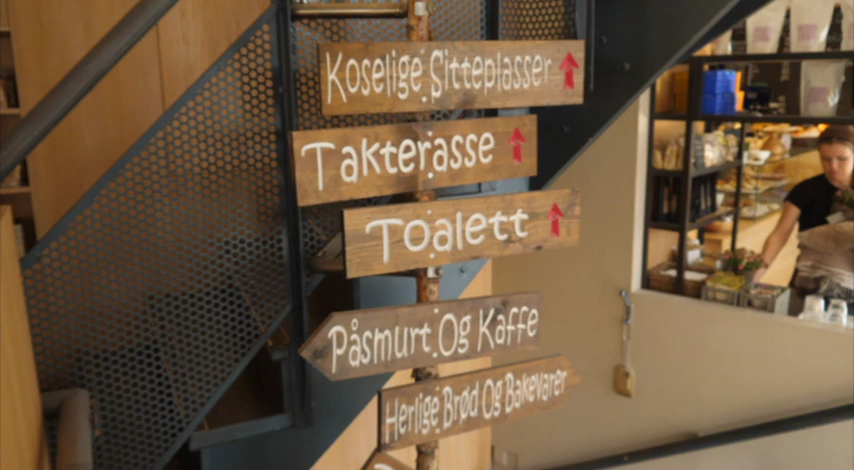 Koselige Sitteplasser
Takterasse
Toalett
Påsmurt Og Kaffe
Herlige Brød Og Bakevarer